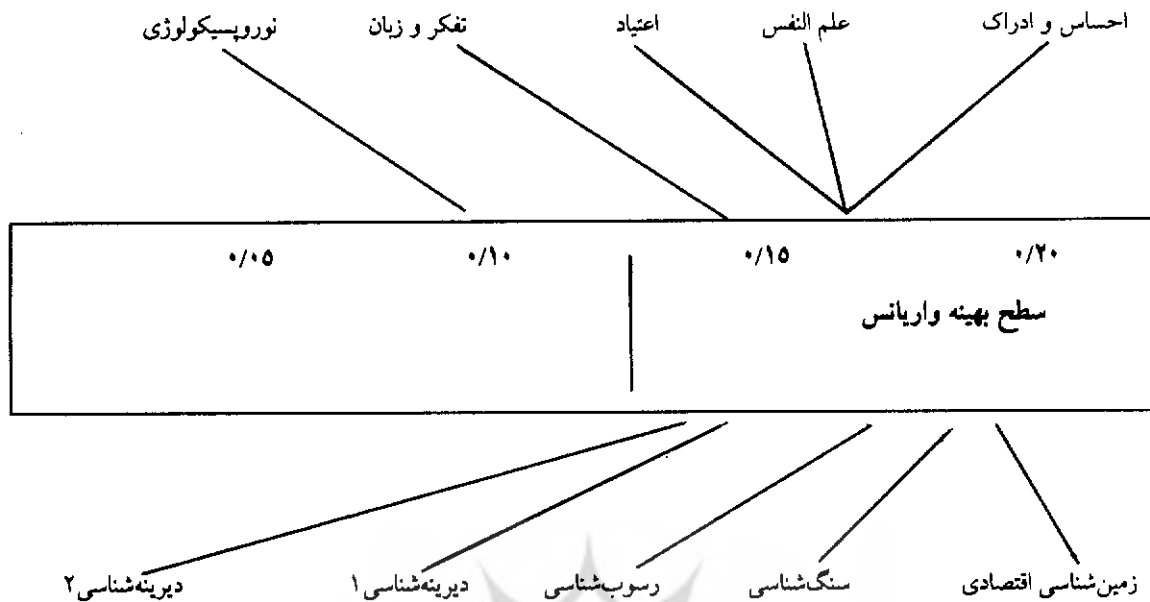 احساس و ادراک علم النفس اعتیاد تفکر و زبان نوروپسیکولوژی
۰/۰۵ ۰/۱۰ ۰/۱۵ ۰/۲۰
سطح بهینه واریانس
زمین‌شناسی اقتصادی سنگ‌شناسی رسوب‌شناسی دیرینه‌شناسی۱ دیرینه‌شناسی۲